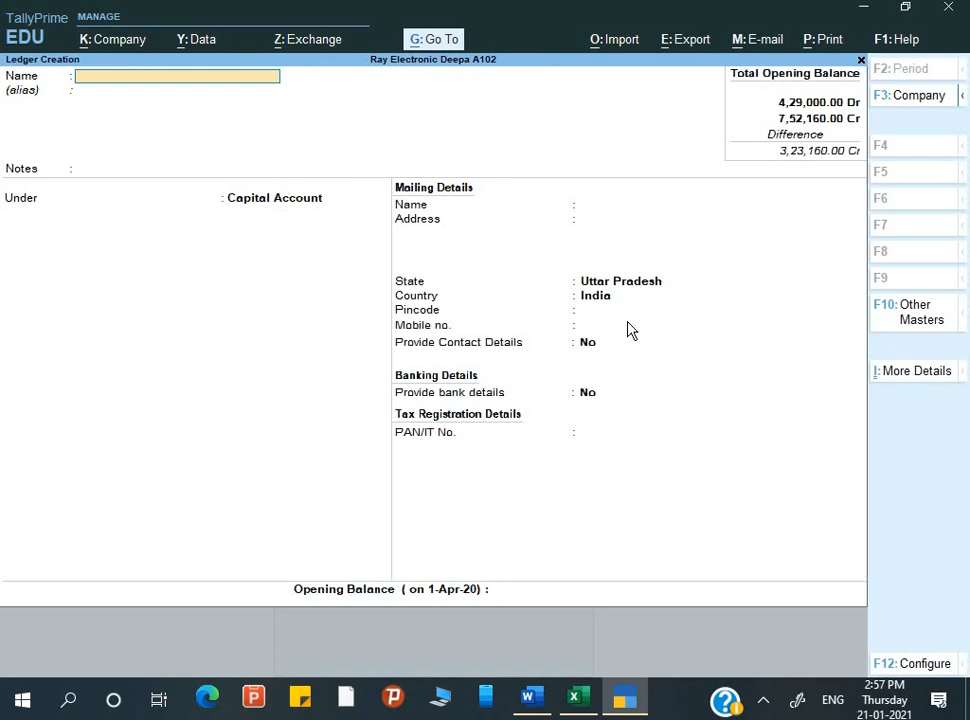 TallyPrime MANAGE
EDU K: Company Y: Data Z: Exchange G: Go To O: Import E: Export M: E-mail P: Print F1: Help
Ledger Creation Ray Electronic Deepa A102
Name :
(alias) :
Total Opening Balance
4,29,000.00 Dr
7,52,160.00 Cr
Difference
3,23,160.00 Cr
Notes :
Under : Capital Account
Mailing Details
Name :
Address :
State : Uttar Pradesh
Country : India
Pincode :
Mobile no. :
Provide Contact Details : No
Banking Details
Provide bank details : No
Tax Registration Details
PAN/IT No. :
Opening Balance ( on 1-Apr-20) :
F2: Period
F3: Company
F4
F5
F6
F7
F8
F9
F10: Other
Masters
I: More Details
F12: Configure
ENG
2:57 PM
Thursday
21-01-2021